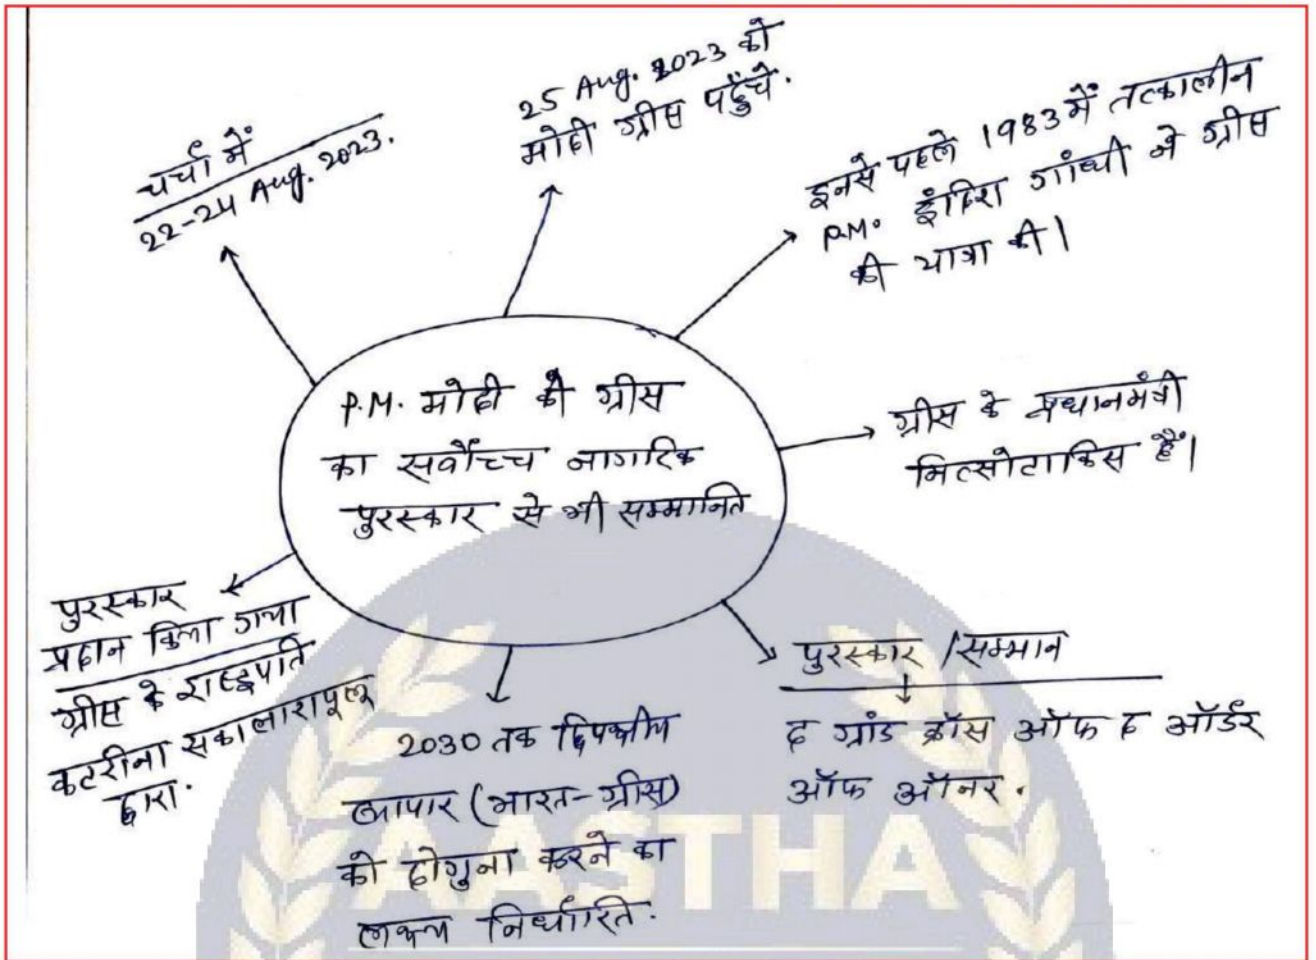 चर्चा में
22-24 Aug. 2023.
25 Aug. 2023 को
मोदी ग्रीस पहुँचे.
इनसे पहले 1983 में तत्कालीन
P.M. इंदिरा गांधी ने ग्रीस
की यात्रा की।
P.M. मोदी को ग्रीस
का सर्वोच्च नागरिक
पुरस्कार से भी सम्मानित
ग्रीस के प्रधानमंत्री
मित्सोटाकिस हैं।
पुरस्कार
प्रदान किया गया
ग्रीस के राष्ट्रपति
कटरीना सकालारापूलू
द्वारा.
2030 तक द्विपक्षीय
व्यापार (भारत-ग्रीस)
को दोगुना करने का
लक्ष्य निर्धारित.
पुरस्कार / सम्मान
द ग्रांड क्रॉस ऑफ द ऑर्डर
ऑफ ऑनर.
AASTHA